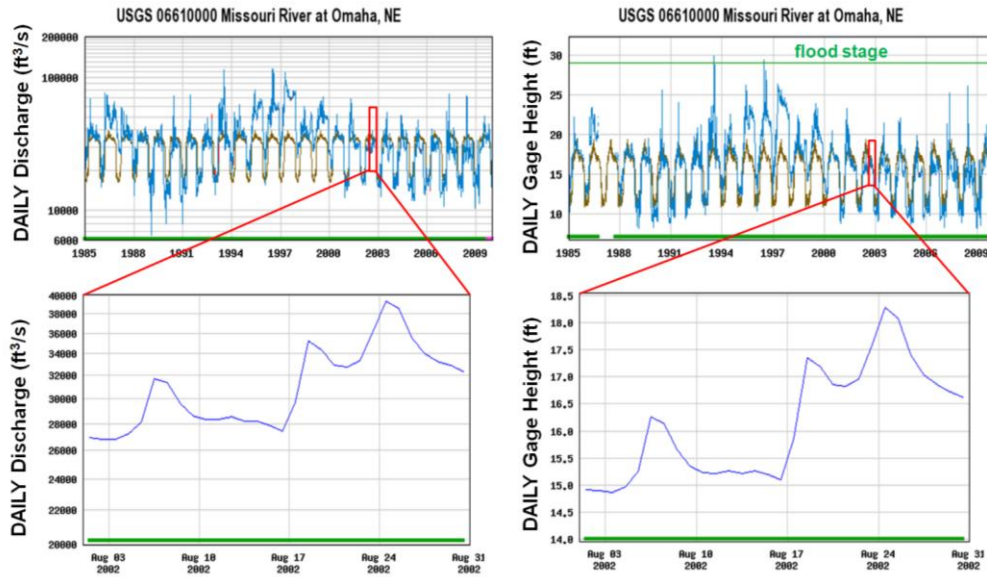 USGS 06610000 Missouri River at Omaha, NE
DAILY Discharge (ft³/s)
200000
100000
10000
6000
1985 1988 1991 1994 1997 2000 2003 2006 2009
USGS 06610000 Missouri River at Omaha, NE
DAILY Gage Height (ft)
flood stage
30
25
20
15
10
1985 1988 1991 1994 1997 2000 2003 2006 2009
DAILY Discharge (ft³/s)
40000
38000
36000
34000
32000
30000
28000
26000
24000
22000
20000
Aug 03 Aug 10 Aug 17 Aug 24 Aug 31
2002 2002 2002 2002 2002
DAILY Gage Height (ft)
18.5
18.0
17.5
17.0
16.5
16.0
15.5
15.0
14.5
14.0
Aug 03 Aug 10 Aug 17 Aug 24 Aug 31
2002 2002 2002 2002 2002